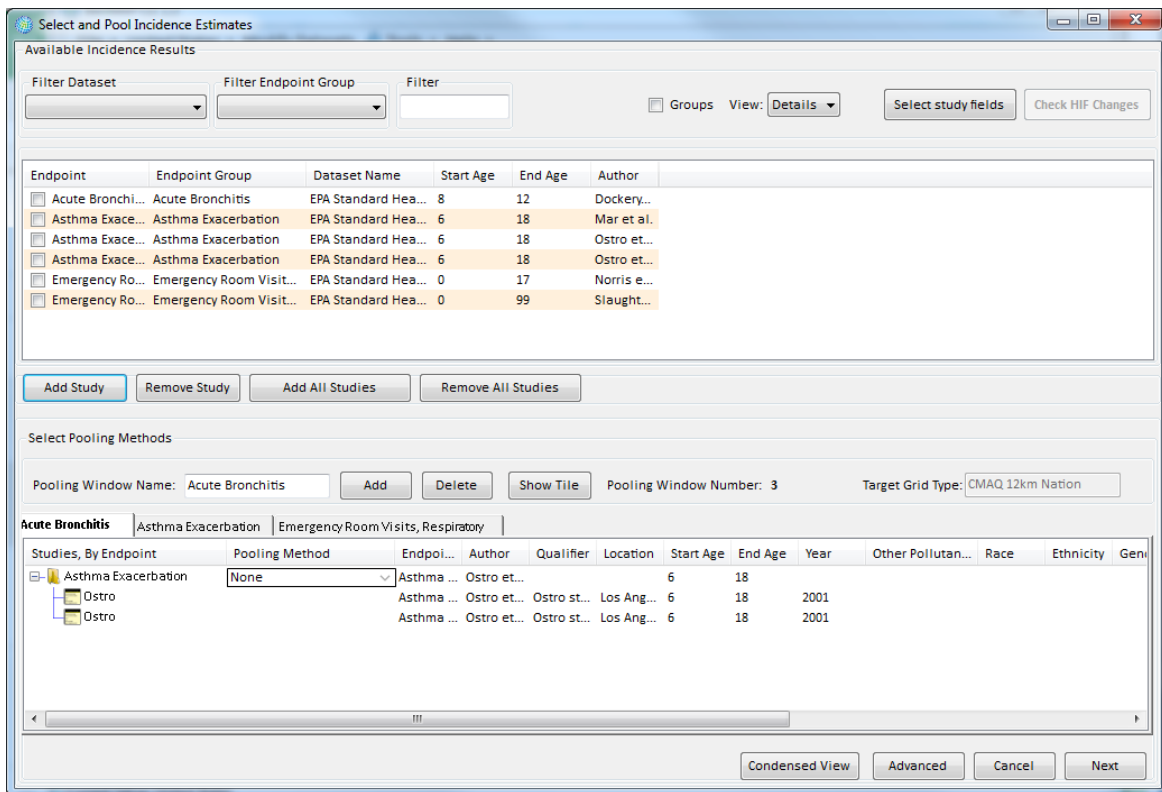 Select and Pool Incidence Estimates
Available Incidence Results
Filter Dataset Filter Endpoint Group Filter
Groups View: Details Select study fields Check HIF Changes
Endpoint Endpoint Group Dataset Name Start Age End Age Author
Acute Bronchi... Acute Bronchitis EPA Standard Hea... 8 12 Dockery...
Asthma Exace... Asthma Exacerbation EPA Standard Hea... 6 18 Mar et al.
Asthma Exace... Asthma Exacerbation EPA Standard Hea... 6 18 Ostro et...
Asthma Exace... Asthma Exacerbation EPA Standard Hea... 6 18 Ostro et...
Emergency Ro... Emergency Room Visit... EPA Standard Hea... 0 17 Norris e...
Emergency Ro... Emergency Room Visit... EPA Standard Hea... 0 99 Slaught...
Add Study Remove Study Add All Studies Remove All Studies
Select Pooling Methods
Pooling Window Name: Acute Bronchitis Add Delete Show Tile Pooling Window Number: 3 Target Grid Type: CMAQ 12km Nation
Acute Bronchitis Asthma Exacerbation Emergency Room Visits, Respiratory
Studies, By Endpoint Pooling Method Endpoi... Author Qualifier Location Start Age End Age Year Other Pollutan... Race Ethnicity Gen
Asthma Exacerbation None Asthma ... Ostro et... 6 18
Ostro Asthma ... Ostro et... Ostro st... Los Ang... 6 18 2001
Ostro Asthma ... Ostro et... Ostro st... Los Ang... 6 18 2001
Condensed View Advanced Cancel Next